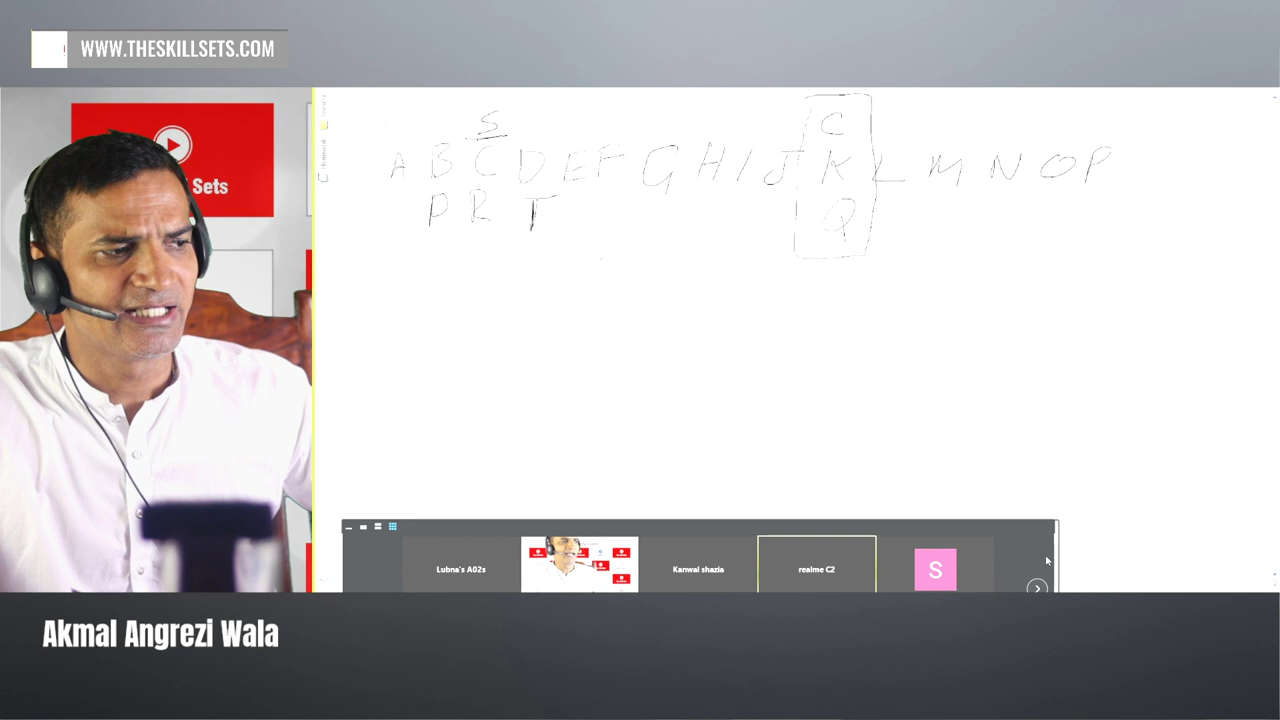 WWW.THESKILLSETS.COM
Sets
S C
A B C D E F G H I J K L M N O P
P R T Q
Lubna's A02s
Kanwal shazia
realme C2
S
Akmal Angrezi Wala